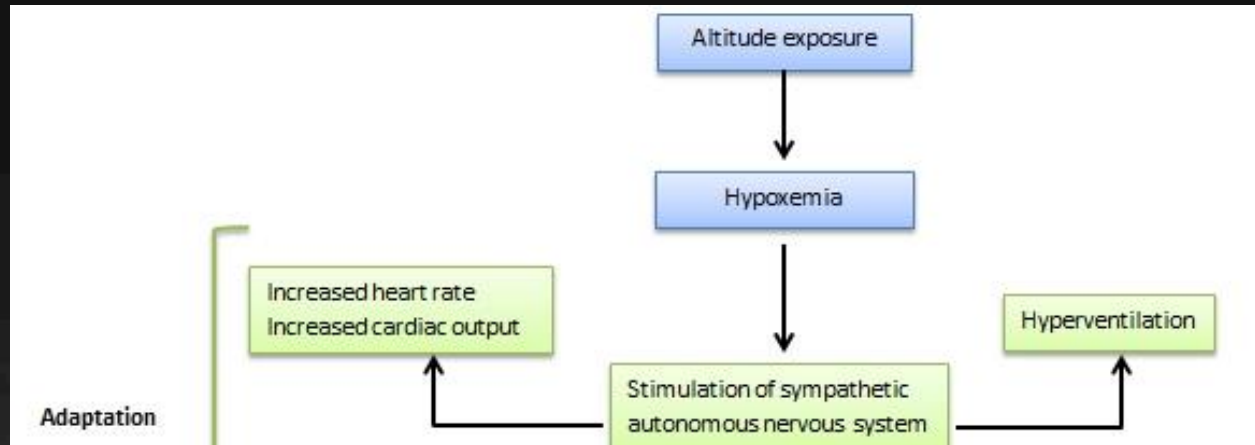 Altitude exposure
Hypoxemia
Increased heart rate
Increased cardiac output
Hyperventilation
Stimulation of sympathetic
autonomous nervous system
Adaptation